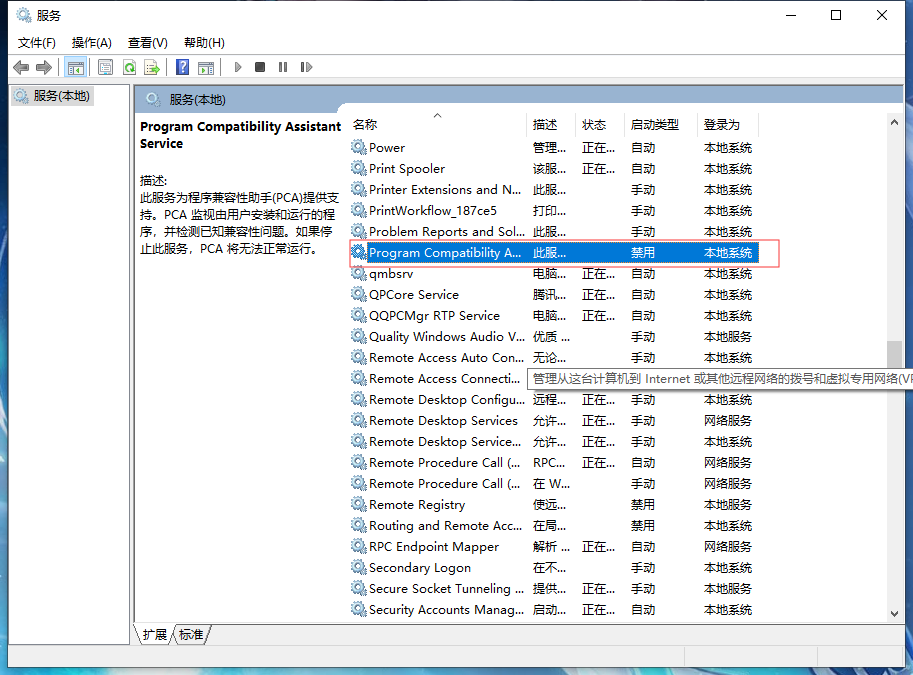 服务
文件(F) 操作(A) 查看(V) 帮助(H)
服务(本地)
服务(本地)
Program Compatibility Assistant
Service
描述:
此服务为程序兼容性助手(PCA)提供支
持。PCA 监视由用户安装和运行的程
序，并检测已知兼容性问题。如果停
止此服务，PCA 将无法正常运行。
名称 描述 状态 启动类型 登录为
Power 管理... 正在... 自动 本地系统
Print Spooler 该服... 正在... 自动 本地系统
Printer Extensions and N... 此服... 手动 本地系统
PrintWorkflow_187ce5 打印... 手动 本地系统
Problem Reports and Sol... 此服... 手动 本地系统
Program Compatibility A... 此服... 禁用 本地系统
qmbsrv 电脑... 正在... 自动 本地系统
QPCore Service 腾讯... 正在... 自动 本地系统
QQPCMgr RTP Service 电脑... 正在... 自动 本地系统
Quality Windows Audio V... 优质 ... 手动 本地服务
Remote Access Auto Con... 无论... 手动 本地系统
Remote Access Connecti... 管理从这台计算机到 Internet 或其他远程网络的拨号和虚拟专用网络(VP
Remote Desktop Configu... 远程... 正在... 手动 本地系统
Remote Desktop Services 允许... 正在... 手动 网络服务
Remote Desktop Service... 允许... 正在... 手动 本地系统
Remote Procedure Call (... RPC... 正在... 自动 网络服务
Remote Procedure Call (... 在 W... 手动 网络服务
Remote Registry 使远... 禁用 本地服务
Routing and Remote Acc... 在局... 禁用 本地系统
RPC Endpoint Mapper 解析 ... 正在... 自动 网络服务
Secondary Logon 在不... 手动 本地系统
Secure Socket Tunneling ... 提供... 正在... 手动 本地服务
Security Accounts Manag... 启动... 正在... 自动 本地系统
扩展 标准